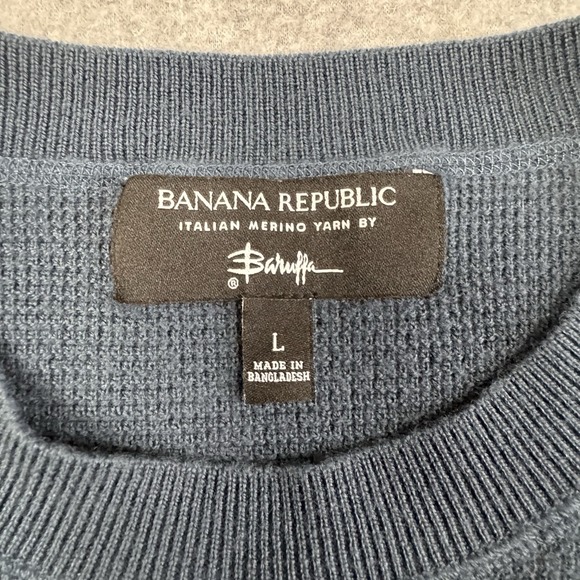 BANANA REPUBLIC
ITALIAN MERINO YARN BY
Baruffa
®
L
MADE IN
BANGLADESH